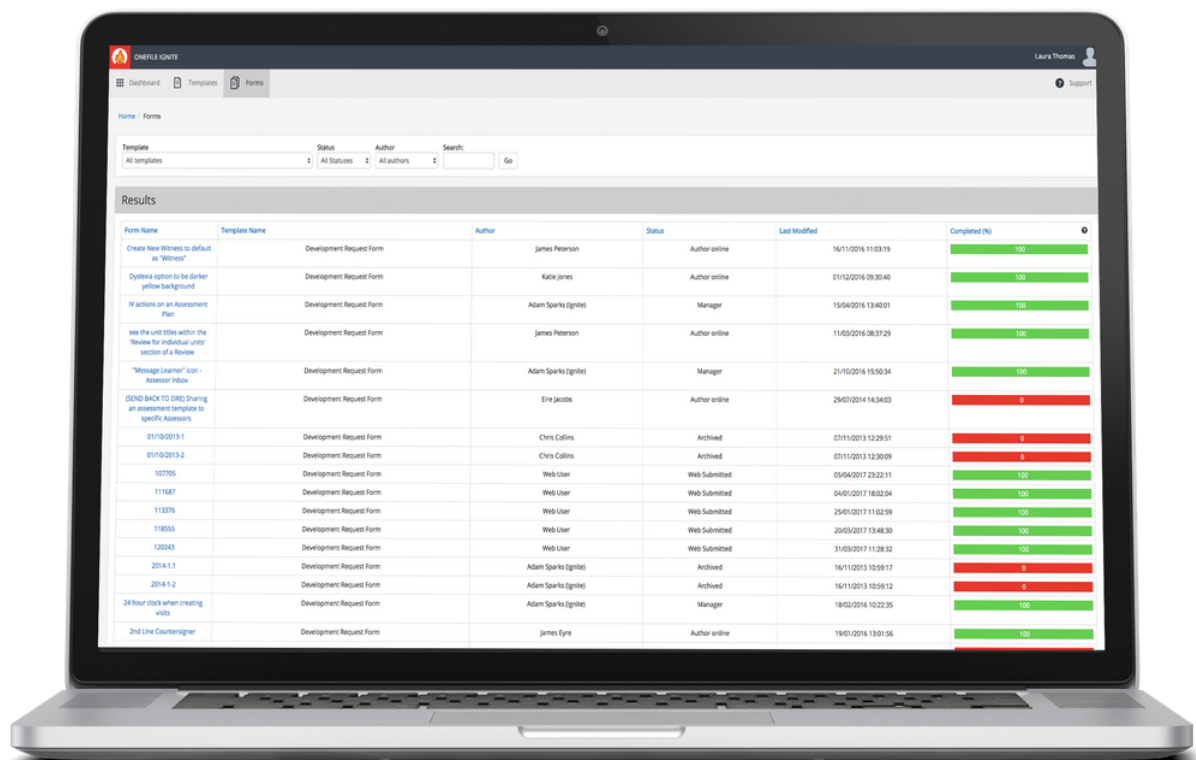 ONEFILE IGNITE Laura Thomas
Dashboard Templates Forms Support
Home / Forms
Template Status Author Search:
All templates All Statuses All authors Go
Results
Form Name Template Name Author Status Last Modified Completed (%)
Create New Witness to default
as "Witness" Development Request Form James Peterson Author online 16/11/2016 11:03:19 100
Dyslexia option to be darker
yellow background Development Request Form Katie Jones Author online 01/12/2016 09:30:40 100
IV actions on an Assessment
Plan Development Request Form Adam Sparks (Ignite) Manager 15/04/2016 13:40:01 100
see the unit titles within the
'Review for individual units'
section of a Review Development Request Form James Peterson Author online 11/03/2016 08:37:29 100
"Message Learner" icon -
Assessor Inbox Development Request Form Adam Sparks (Ignite) Manager 21/10/2016 15:50:34 100
(SEND BACK TO EIRE) Sharing
an assessment template to
specific Assessors Development Request Form Eire Jacobs Author online 29/07/2014 14:34:03 0
01/10/2013-1 Development Request Form Chris Collins Archived 07/11/2013 12:29:51 0
01/10/2013-2 Development Request Form Chris Collins Archived 07/11/2013 12:30:09 0
107705 Development Request Form Web User Web Submitted 05/04/2017 23:22:11 100
111687 Development Request Form Web User Web Submitted 04/01/2017 18:02:04 100
113376 Development Request Form Web User Web Submitted 25/01/2017 11:02:59 100
118555 Development Request Form Web User Web Submitted 20/03/2017 13:48:30 100
120243 Development Request Form Web User Web Submitted 31/03/2017 11:28:32 100
2014-1.1 Development Request Form Adam Sparks (Ignite) Archived 16/11/2013 10:59:17 0
2014-1-2 Development Request Form Adam Sparks (Ignite) Archived 16/11/2013 10:59:12 0
24 hour clock when creating
visits Development Request Form Adam Sparks (Ignite) Manager 18/02/2016 10:22:35 100
2nd Line Countersigner Development Request Form James Eyre Author online 19/01/2016 13:01:56 100